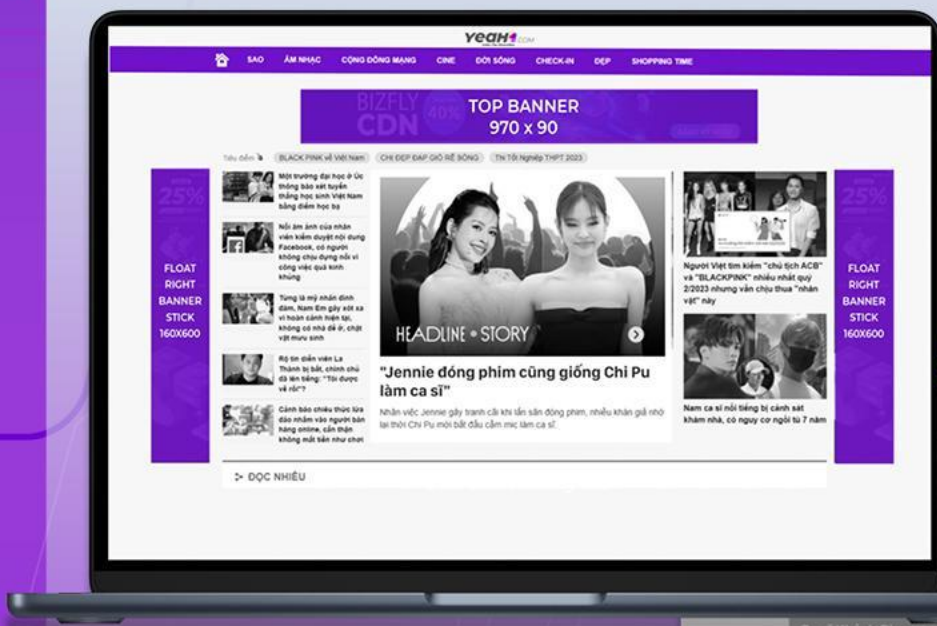 YEAH1.COM
SAO ÂM NHẠC CỘNG ĐỒNG MẠNG CINE ĐỜI SỐNG CHECK-IN ĐẸP SHOPPING TIME
BIZFLY
CDN
40%
TOP BANNER
970 x 90
Tiêu điểm
BLACK PINK về Việt Nam
CHỊ ĐẸP ĐẠP GIÓ RẼ SÓNG
Thi Tốt Nghiệp THPT 2023
25%
FLOAT
RIGHT
BANNER
STICK
160X600
Một trường đại học ở Úc
thông báo xét tuyển
thẳng học sinh Việt Nam
bằng điểm học bạ
Nỗi ám ảnh của nhân
viên kiểm duyệt nội dung
Facebook, có người
không chịu đựng nổi vì
công việc quá kinh
khủng
Từng là mỹ nhân đình
đám, Nam Em gây xót xa
vì hoàn cảnh hiện tại,
không có nhà để ở, chật
vật mưu sinh
Rộ tin diễn viên La
Thành bị bắt, chính chủ
đã lên tiếng: "Tôi được
về rồi"?
Cảnh báo chiêu thức lừa
đảo nhắm vào người bán
hàng online, cẩn thận
không mất tiền như chơi
HEADLINE STORY
"Jennie đóng phim cũng giống Chi Pu
làm ca sĩ"
Nhân việc Jennie gây tranh cãi khi lấn sân đóng phim, nhiều khán giả nhớ
lại thời Chi Pu mới bắt đầu cầm mic làm ca sĩ.
Người Việt tìm kiếm "chủ tịch ACB"
và "BLACKPINK" nhiều nhất quý
2/2023 nhưng vẫn chịu thua "nhân
vật" này
Nam ca sĩ nổi tiếng bị cảnh sát
khám nhà, có nguy cơ ngồi tù 7 năm
25%
FLOAT
RIGHT
BANNER
STICK
160X600
ĐỌC NHIỀU